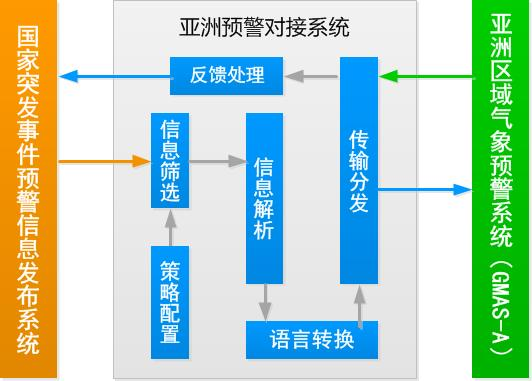 国家突发事件预警信息发布系统
亚洲预警对接系统
反馈处理
信息筛选
策略配置
信息解析
语言转换
传输分发
亚洲区域气象预警系统（GMAS-A）